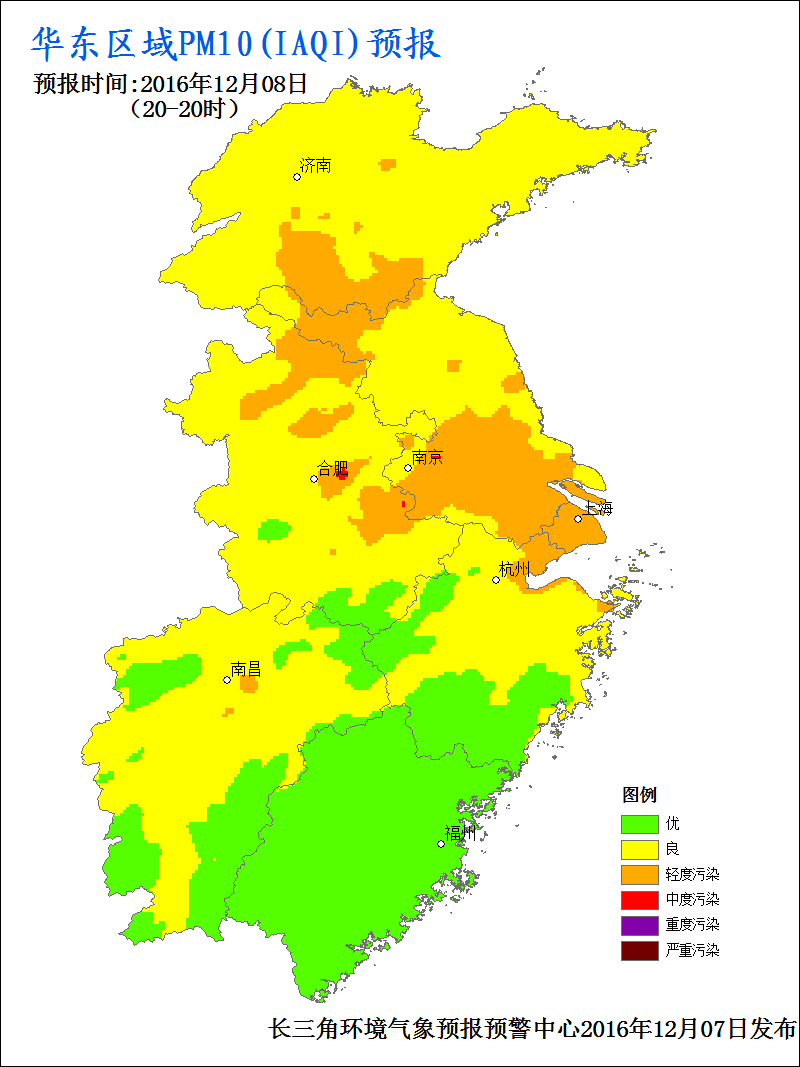 华东区域PM10(IAQI)预报
预报时间:2016年12月08日
（20-20时）
济南
合肥
南京
上海
杭州
南昌
福州
图例
优
良
轻度污染
中度污染
重度污染
严重污染
长三角环境气象预报预警中心2016年12月07日发布